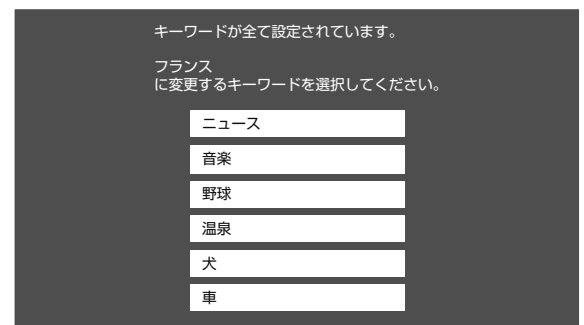 キーワードが全て設定されています。
フランス
に変更するキーワードを選択してください。
ニュース
音楽
野球
温泉
犬
車